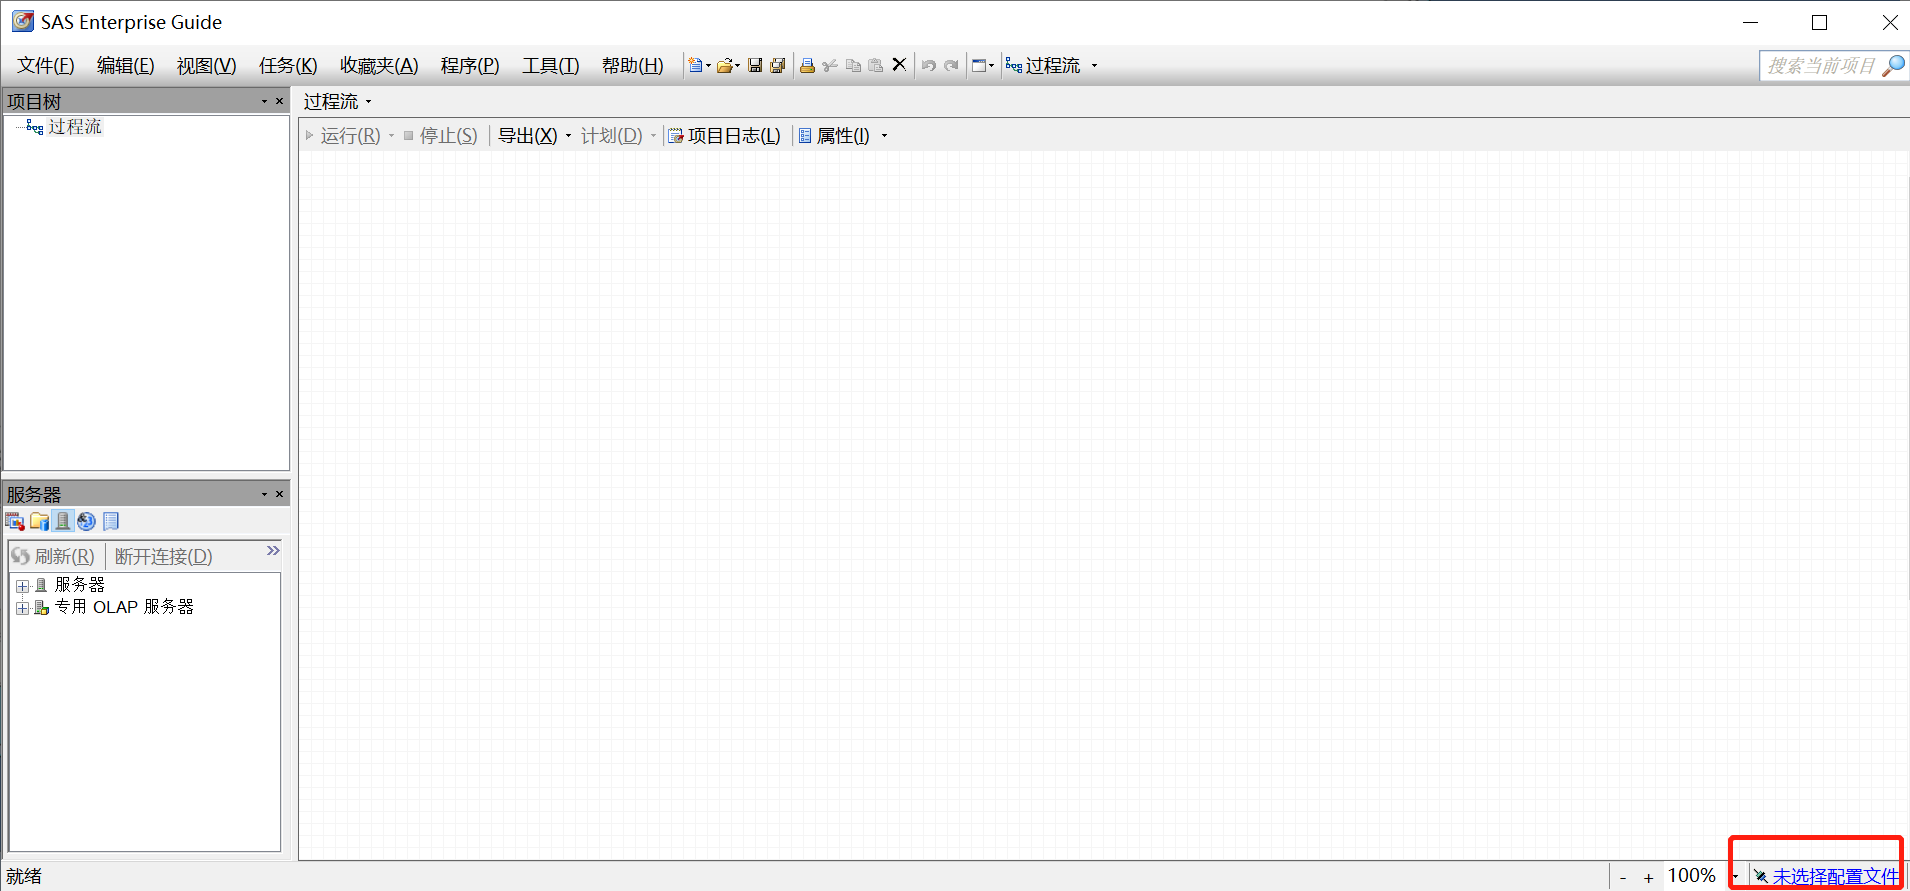 SAS Enterprise Guide
文件(F) 编辑(E) 视图(V) 任务(K) 收藏夹(A) 程序(P) 工具(T) 帮助(H) 过程流 搜索当前项目
项目树
过程流
过程流
运行(R) 停止(S) 导出(X) 计划(D) 项目日志(L) 属性(I)
服务器
刷新(R) 断开连接(D) »
服务器
专用 OLAP 服务器
就绪
- + 100% 未选择配置文件